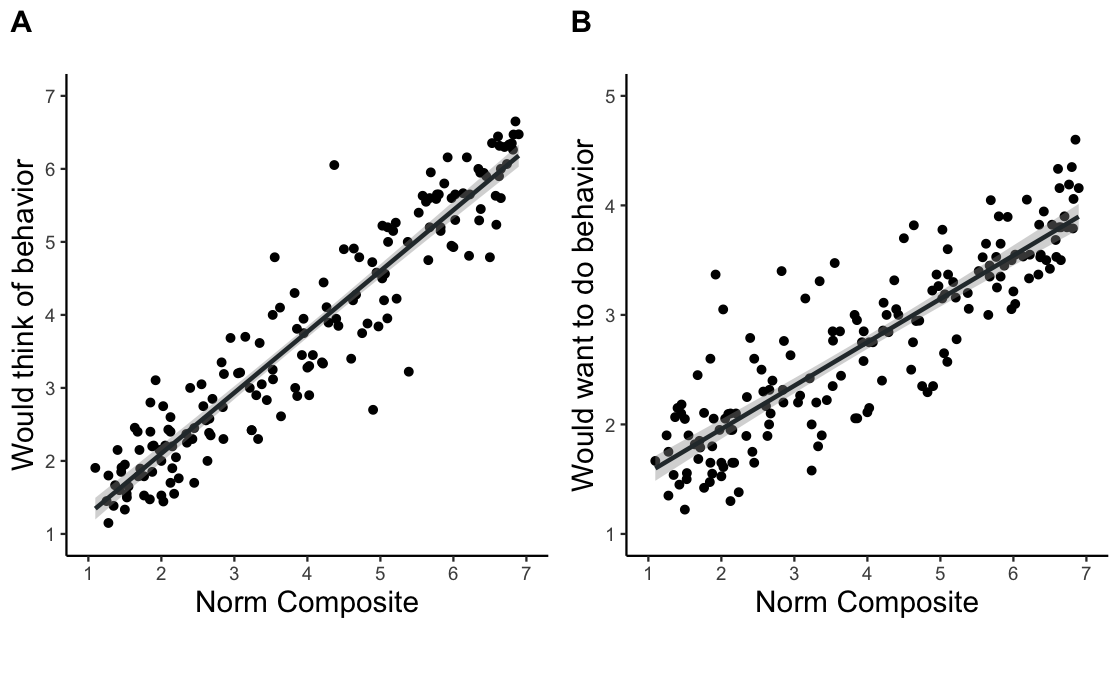 A
Would think of behavior
7
6
5
4
3
2
1
1 2 3 4 5 6 7
Norm Composite
B
Would want to do behavior
5
4
3
2
1
1 2 3 4 5 6 7
Norm Composite